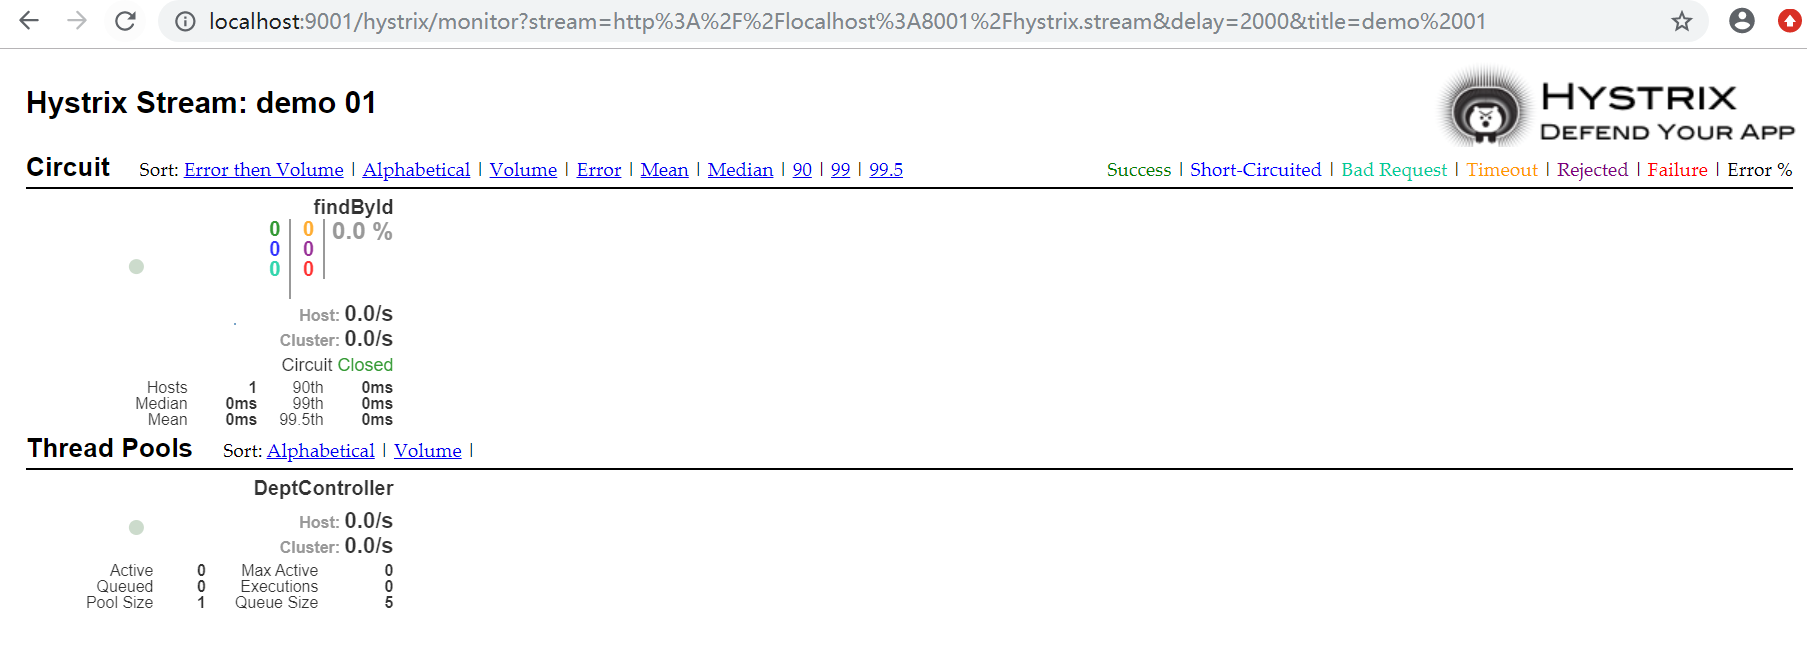 localhost:9001/hystrix/monitor?stream=http%3A%2F%2Flocalhost%3A8001%2Fhystrix.stream&delay=2000&title=demo%2001
Hystrix Stream: demo 01
HYSTRIX
DEFEND YOUR APP
Circuit Sort: Error then Volume | Alphabetical | Volume | Error | Mean | Median | 90 | 99 | 99.5 Success | Short-Circuited | Bad Request | Timeout | Rejected | Failure | Error %
findById
0 0 0.0 %
0 0
0 0
Host: 0.0/s
Cluster: 0.0/s
Circuit Closed
Hosts 1 90th 0ms
Median 0ms 99th 0ms
Mean 0ms 99.5th 0ms
Thread Pools Sort: Alphabetical | Volume |
DeptController
Host: 0.0/s
Cluster: 0.0/s
Active 0 Max Active 0
Queued 0 Executions 0
Pool Size 1 Queue Size 5